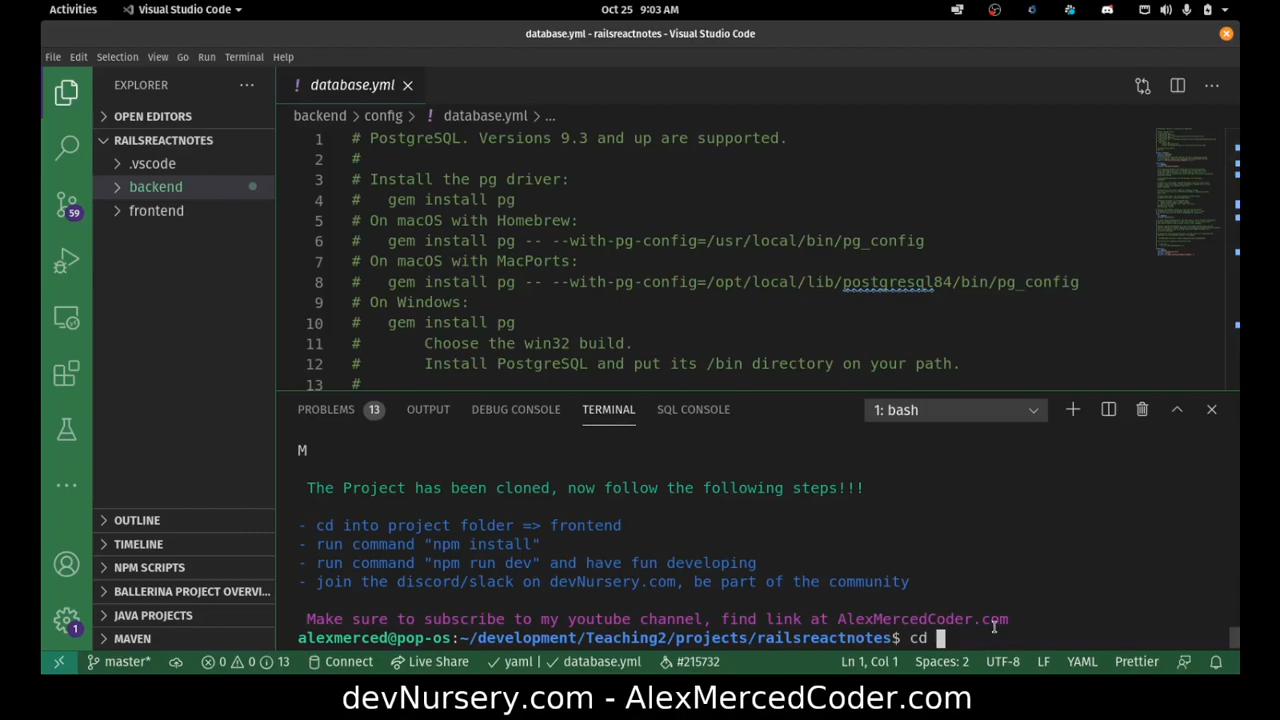 Activities
Visual Studio Code
Oct 25 9:03 AM
database.yml - railsreactnotes - Visual Studio Code
File Edit Selection View Go Run Terminal Help
EXPLORER
OPEN EDITORS
RAILSREACTNOTES
.vscode
backend
frontend
59
OUTLINE
TIMELINE
NPM SCRIPTS
BALLERINA PROJECT OVERVI...
JAVA PROJECTS
MAVEN
1
! database.yml
backend > config > ! database.yml > ...
1 # PostgreSQL. Versions 9.3 and up are supported.
2 #
3 # Install the pg driver:
4 #   gem install pg
5 # On macOS with Homebrew:
6 #   gem install pg -- --with-pg-config=/usr/local/bin/pg_config
7 # On macOS with MacPorts:
8 #   gem install pg -- --with-pg-config=/opt/local/lib/postgresql84/bin/pg_config
9 # On Windows:
10 #   gem install pg
11 #       Choose the win32 build.
12 #       Install PostgreSQL and put its /bin directory on your path.
13 #
PROBLEMS 13 OUTPUT DEBUG CONSOLE TERMINAL SQL CONSOLE 1: bash
M
The Project has been cloned, now follow the following steps!!!
- cd into project folder => frontend
- run command "npm install"
- run command "npm run dev" and have fun developing
- join the discord/slack on devNursery.com, be part of the community
Make sure to subscribe to my youtube channel, find link at AlexMercedCoder.com
alexmerced@pop-os:~/development/Teaching2/projects/railsreactnotes$ cd
master* 0 0 13 Connect Live Share yaml database.yml #215732 Ln 1, Col 1 Spaces: 2 UTF-8 LF YAML Prettier
devNursery.com - AlexMercedCoder.com